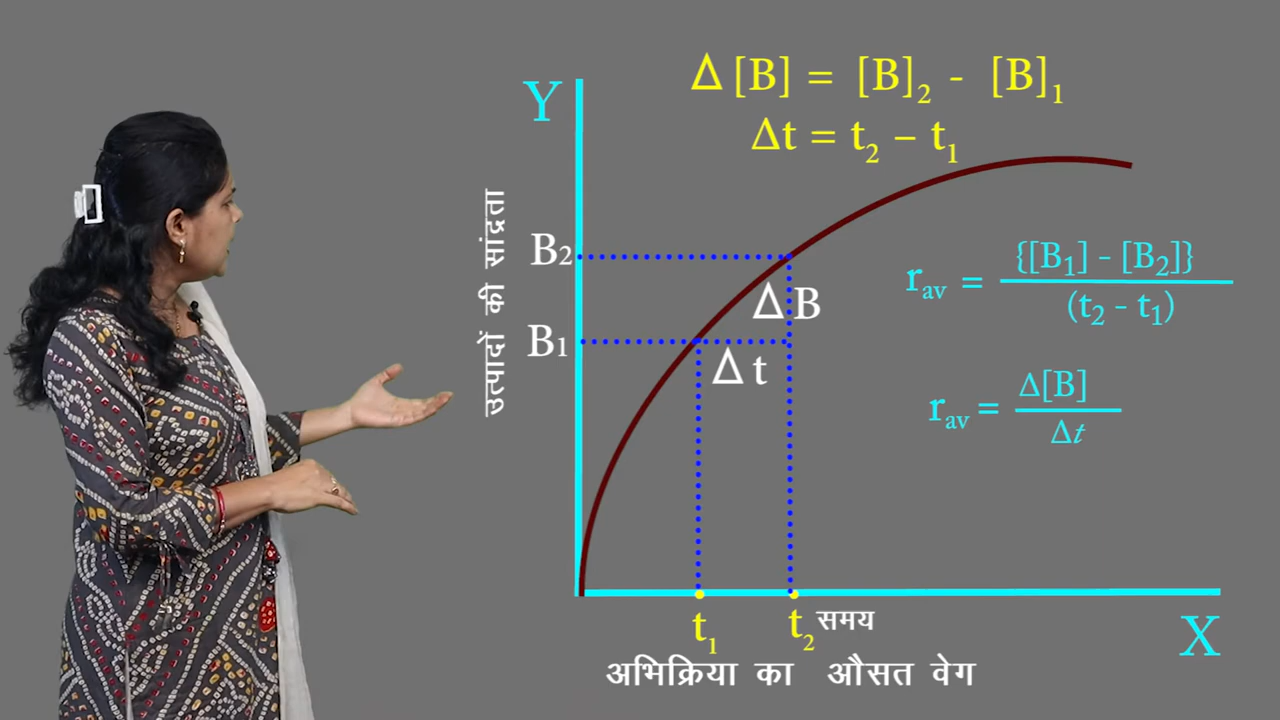 Δ [B] = [B]₂ - [B]₁
Δt = t₂ – t₁
Y
उत्पादों की सांद्रता
B₂
B₁
Δ B
Δ t
rₐᵥ = {[B₁] - [B₂]} / (t₂ - t₁)
rₐᵥ = Δ[B] / Δt
t₁
t₂ समय
X
अभिक्रिया का औसत वेग